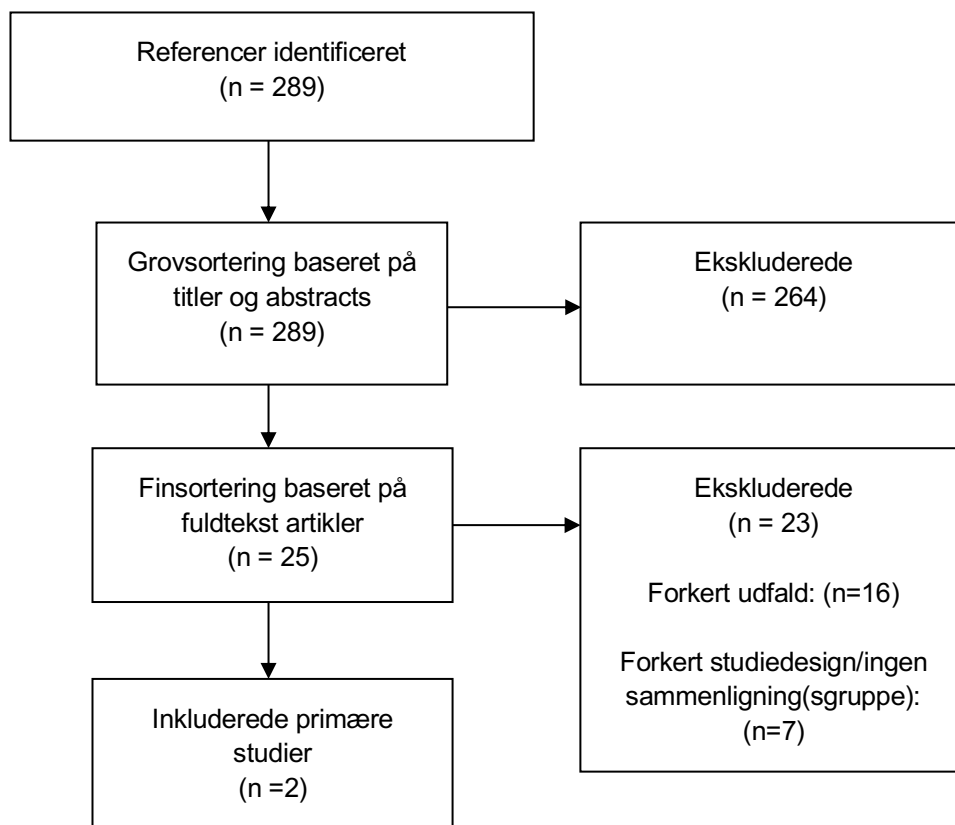 Referencer identificeret
(n = 289)
Grovsortering baseret på
titler og abstracts
(n = 289)
Ekskluderede
(n = 264)
Finsortering baseret på
fuldtekst artikler
(n = 25)
Ekskluderede
(n = 23)
Forkert udfald: (n=16)
Forkert studiedesign/ingen
sammenligning(sgruppe):
(n=7)
Inkluderede primære
studier
(n =2)